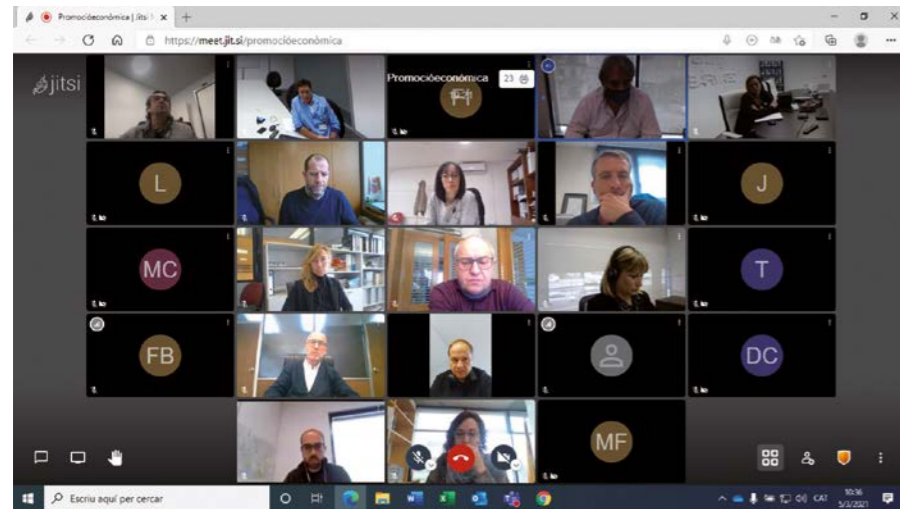 Promocióeconòmica | Jitsi
https://meet.jit.si/promocióeconòmica
jitsi
Promocióeconòmica 23
L
J
MC
T
FB
DC
MF
Escriu aquí per cercar
CAT
10:36
5/3/2021